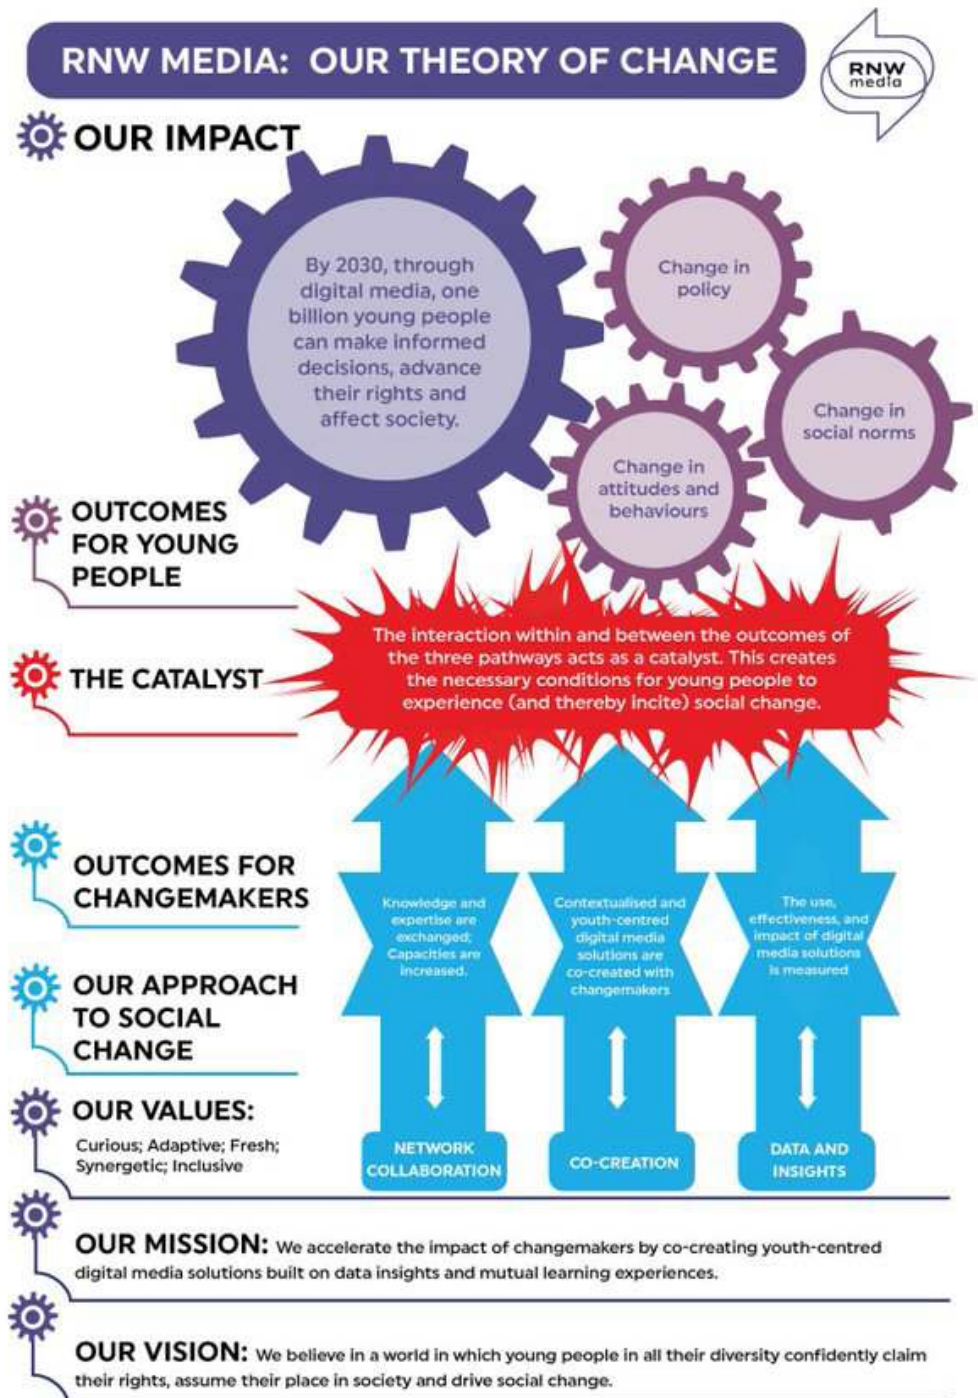 RNW MEDIA: OUR THEORY OF CHANGE
RNW
media
OUR IMPACT
By 2030, through
digital media, one
billion young people
can make informed
decisions, advance
their rights and
affect society.
Change in
policy
Change in
social norms
Change in
attitudes and
behaviours
OUTCOMES
FOR YOUNG
PEOPLE
THE CATALYST
The interaction within and between the outcomes of
the three pathways acts as a catalyst. This creates
the necessary conditions for young people to
experience (and thereby incite) social change.
OUTCOMES FOR
CHANGEMAKERS
Knowledge and
expertise are
exchanged;
Capacities are
increased.
Contextualised and
youth-centred
digital media
solutions are
co-created with
changemakers
The use,
effectiveness, and
impact of digital
media solutions
is measured
OUR APPROACH
TO SOCIAL
CHANGE
NETWORK
COLLABORATION
CO-CREATION
DATA AND
INSIGHTS
OUR VALUES:
Curious; Adaptive; Fresh;
Synergetic; Inclusive
OUR MISSION: We accelerate the impact of changemakers by co-creating youth-centred
digital media solutions built on data insights and mutual learning experiences.
OUR VISION: We believe in a world in which young people in all their diversity confidently claim
their rights, assume their place in society and drive social change.